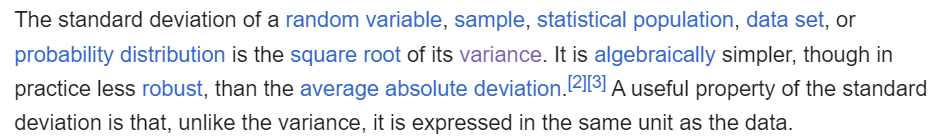 The standard deviation of a random variable, sample, statistical population, data set, or
probability distribution is the square root of its variance. It is algebraically simpler, though in
practice less robust, than the average absolute deviation.[2][3] A useful property of the standard
deviation is that, unlike the variance, it is expressed in the same unit as the data.